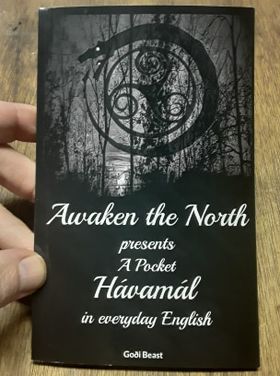 Awaken the North
presents
A Pocket
Hávamál
in everyday English
Goði Beast